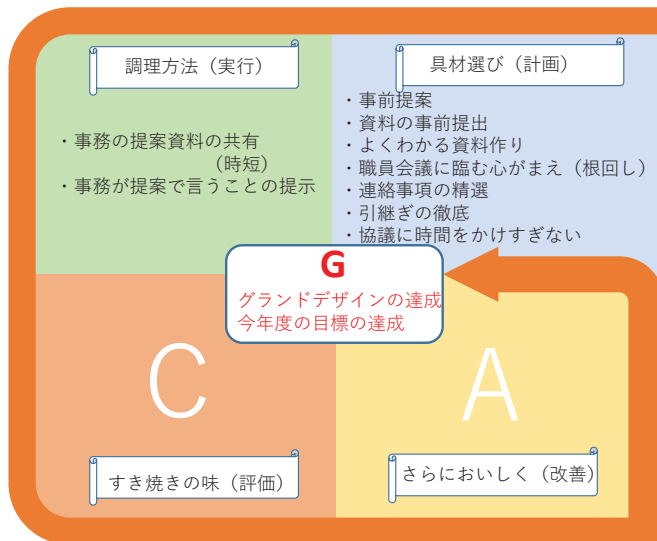 調理方法（実行）
・事務の提案資料の共有
（時短）
・事務が提案で言うことの提示
具材選び（計画）
・事前提案
・資料の事前提出
・よくわかる資料作り
・職員会議に臨む心がまえ（根回し）
・連絡事項の精選
・引継ぎの徹底
・協議に時間をかけすぎない
G
グランドデザインの達成
今年度の目標の達成
C
すき焼きの味（評価）
A
さらにおいしく（改善）